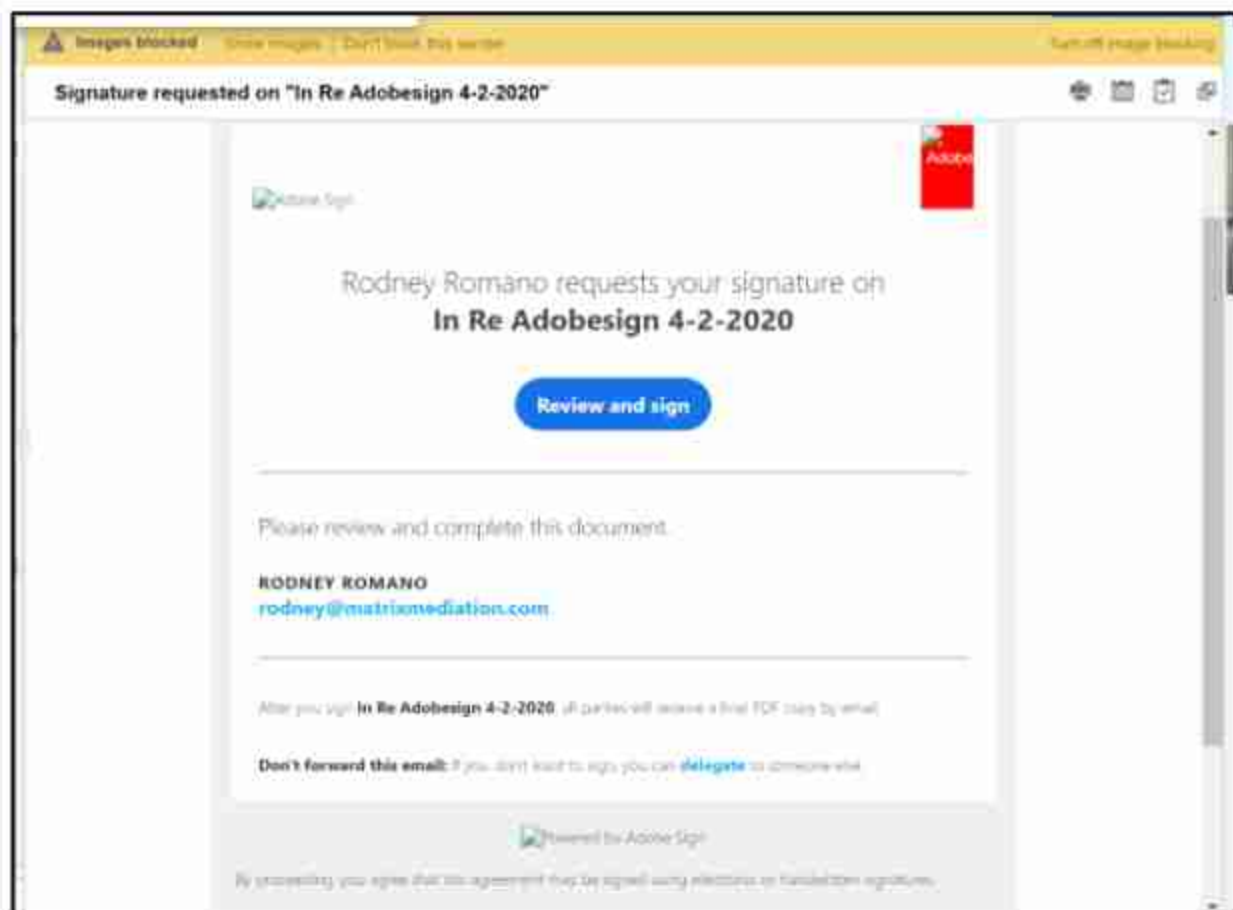 Images blocked Show images | Don't block this sender Turn off image blocking
Signature requested on "In Re Adobesign 4-2-2020"
Adobe
Adobe Sign
Rodney Romano requests your signature on
In Re Adobesign 4-2-2020
Review and sign
Please review and complete this document.
RODNEY ROMANO
rodney@matrixmediation.com
After you sign In Re Adobesign 4-2-2020, all parties will receive a final PDF copy by email.
Don't forward this email: If you don't want to sign, you can delegate to someone else.
Powered by Adobe Sign
By proceeding, you agree that this agreement may be signed using electronic or handwritten signatures.